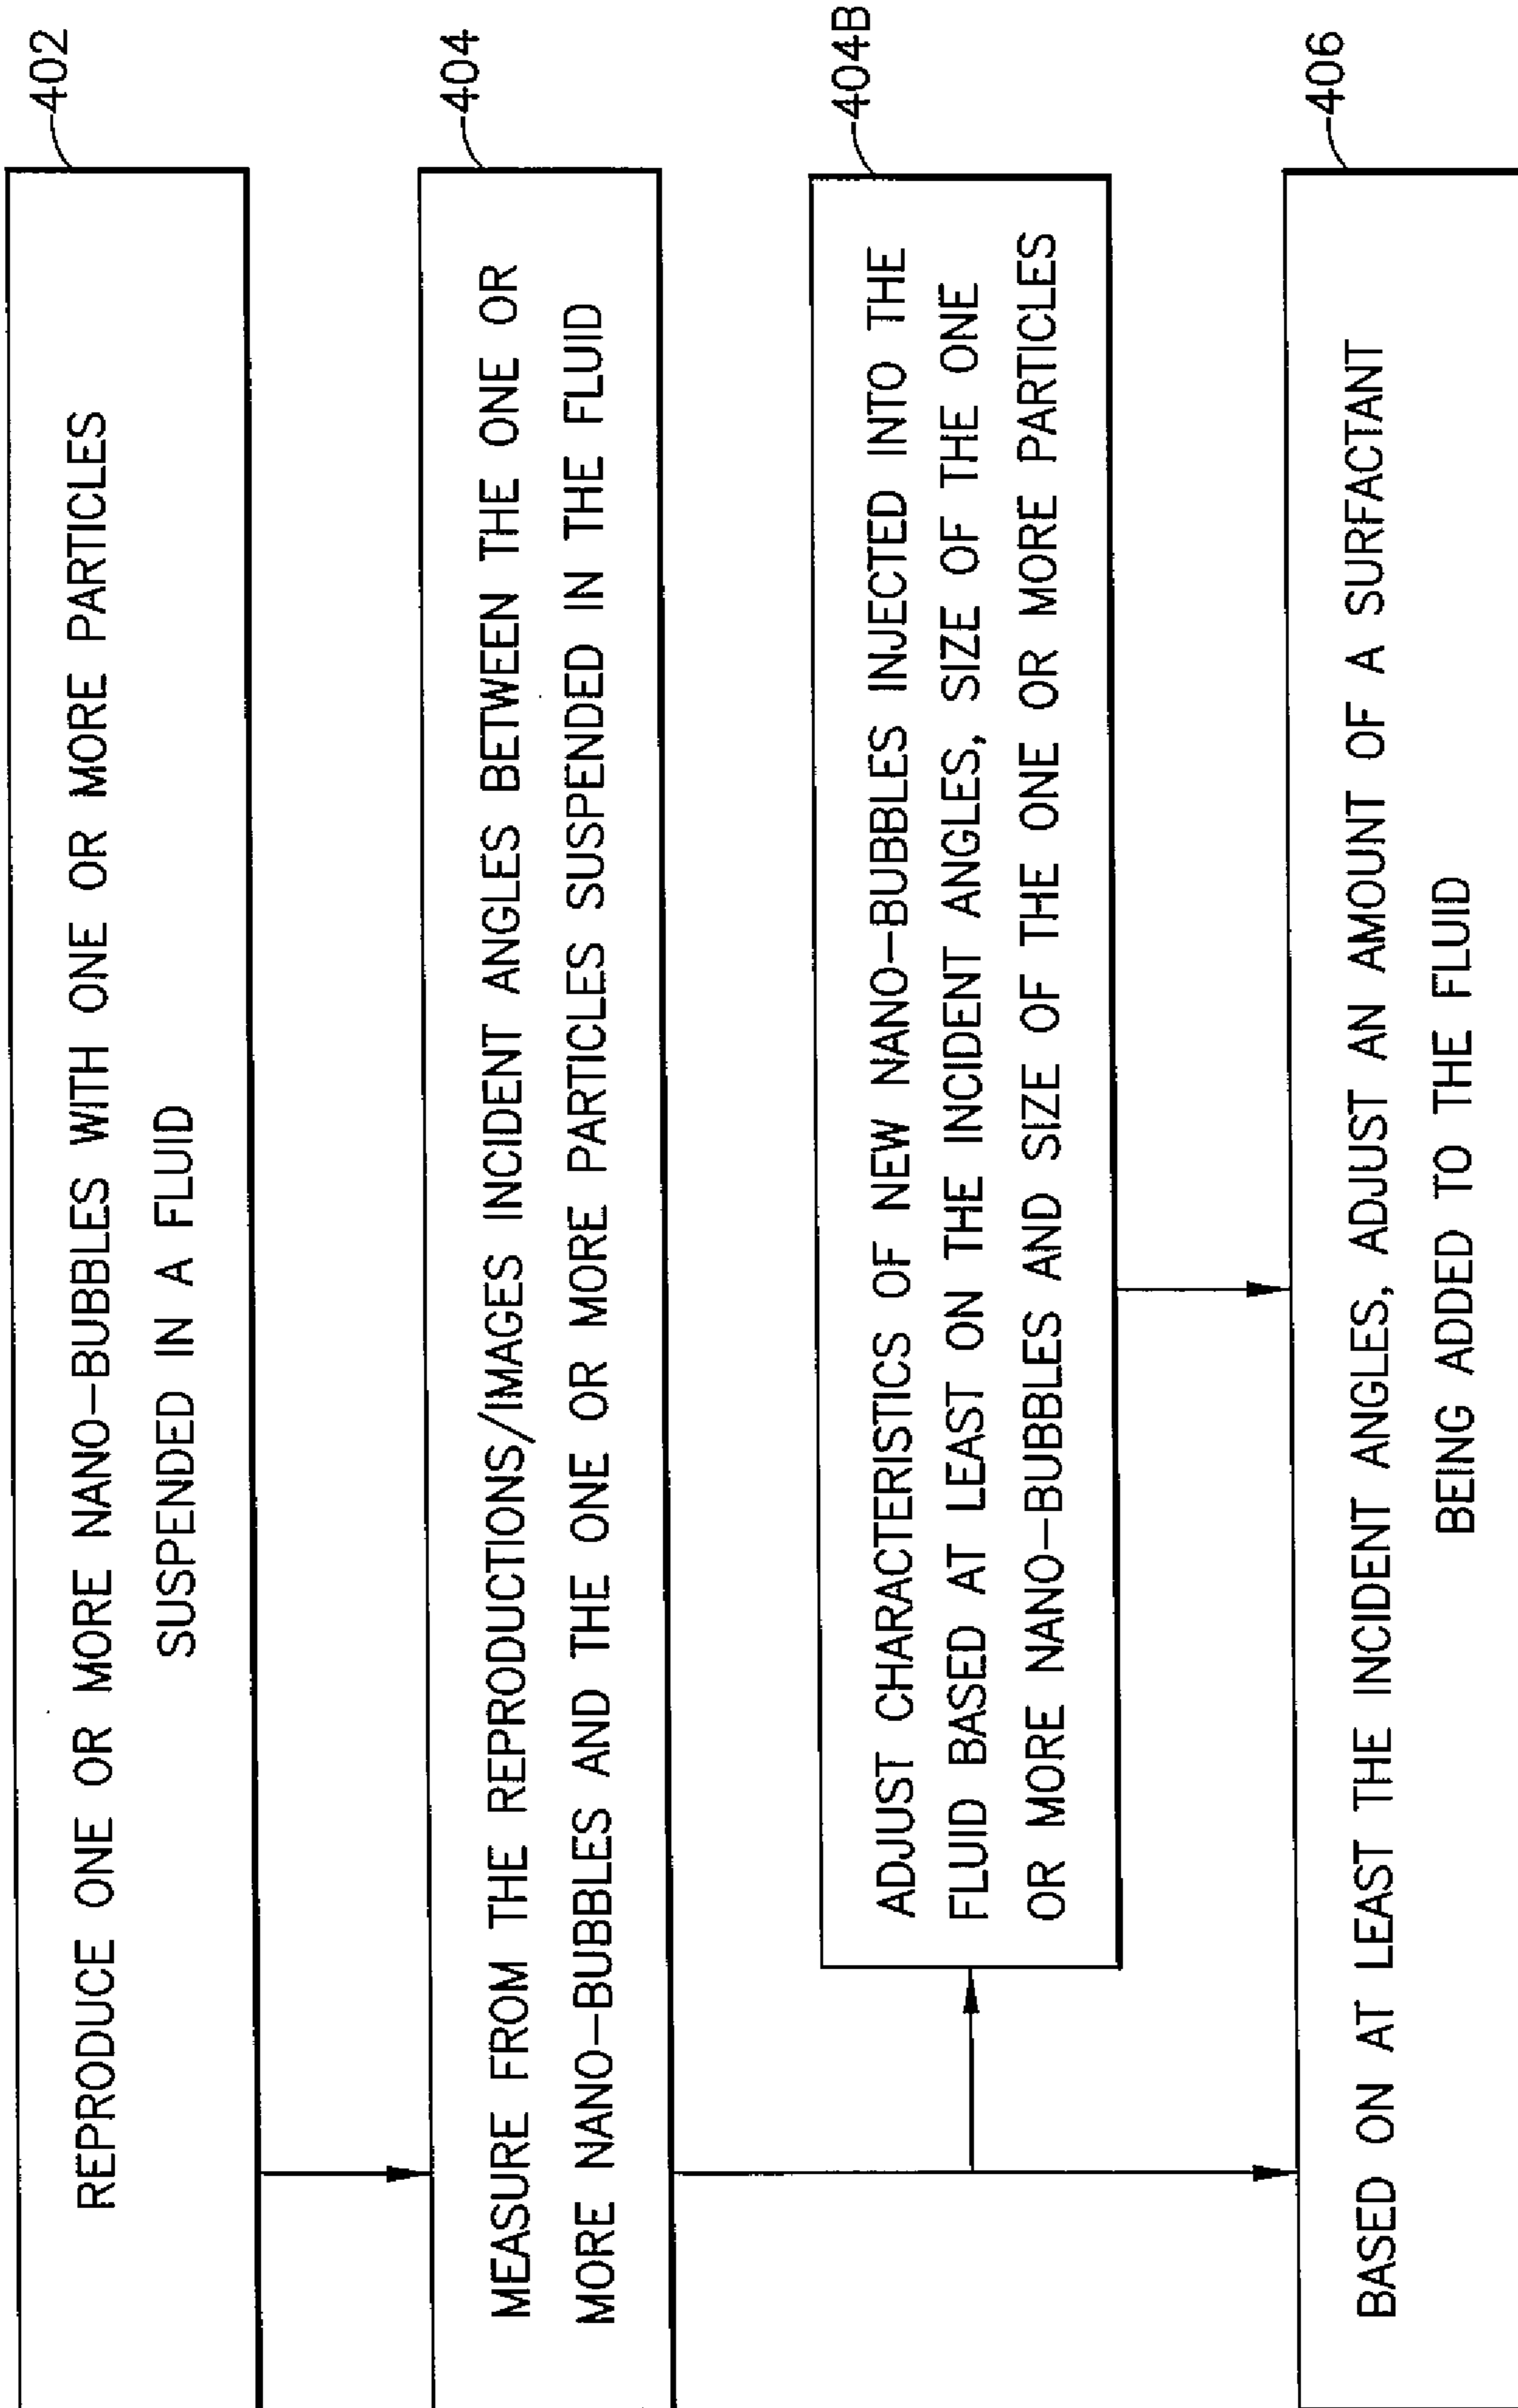 402
REPRODUCE ONE OR MORE NANO-BUBBLES WITH ONE OR MORE PARTICLES
SUSPENDED IN A FLUID
404
MEASURE FROM THE REPRODUCTIONS/IMAGES INCIDENT ANGLES BETWEEN THE ONE OR
MORE NANO-BUBBLES AND THE ONE OR MORE PARTICLES SUSPENDED IN THE FLUID
404B
ADJUST CHARACTERISTICS OF NEW NANO-BUBBLES INJECTED INTO THE
FLUID BASED AT LEAST ON THE INCIDENT ANGLES, SIZE OF THE ONE
OR MORE NANO-BUBBLES AND SIZE OF THE ONE OR MORE PARTICLES
406
BASED ON AT LEAST THE INCIDENT ANGLES, ADJUST AN AMOUNT OF A SURFACTANT
BEING ADDED TO THE FLUID